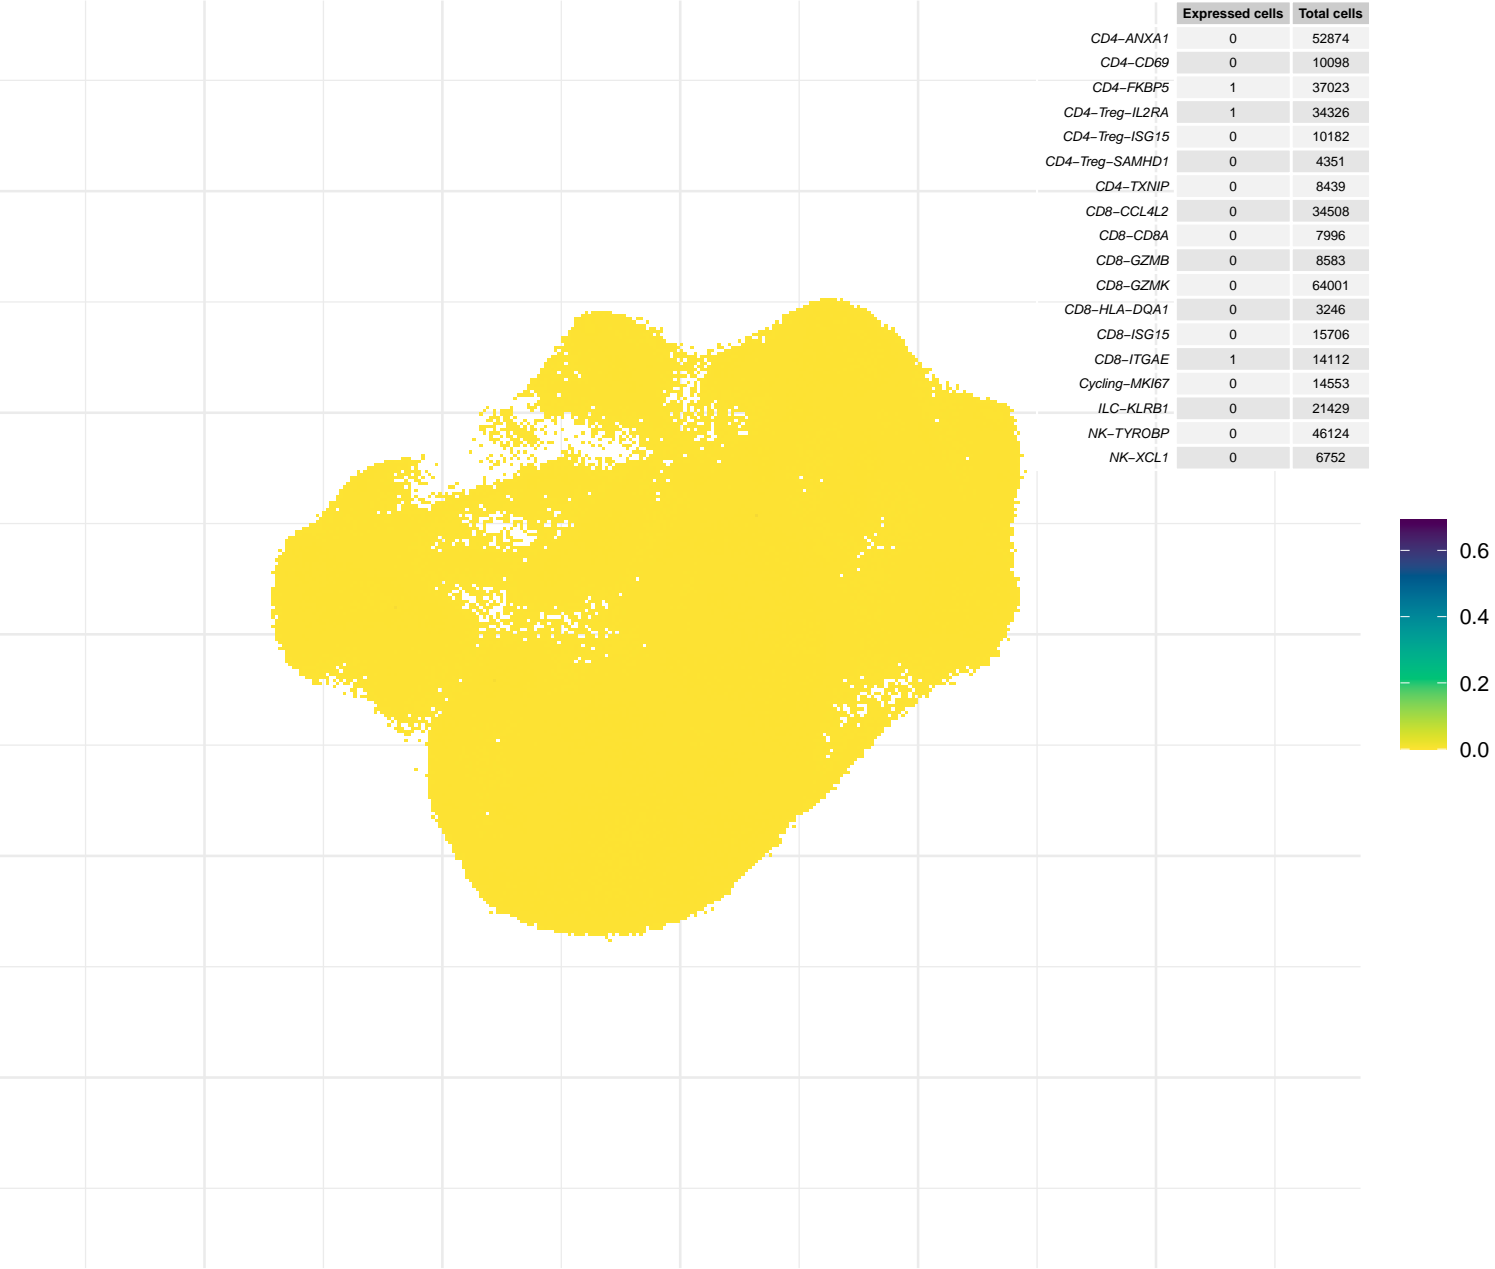 Expressed cells Total cells
CD4−ANXA1 0 52874
CD4−CD69 0 10098
CD4−FKBP5 1 37023
CD4−Treg−IL2RA 1 34326
CD4−Treg−ISG15 0 10182
CD4−Treg−SAMHD1 0 4351
CD4−TXNIP 0 8439
CD8−CCL4L2 0 34508
CD8−CD8A 0 7996
CD8−GZMB 0 8583
CD8−GZMK 0 64001
CD8−HLA−DQA1 0 3246
CD8−ISG15 0 15706
CD8−ITGAE 1 14112
Cycling−MKI67 0 14553
ILC−KLRB1 0 21429
NK−TYROBP 0 46124
NK−XCL1 0 6752
0.6
0.4
0.2
0.0